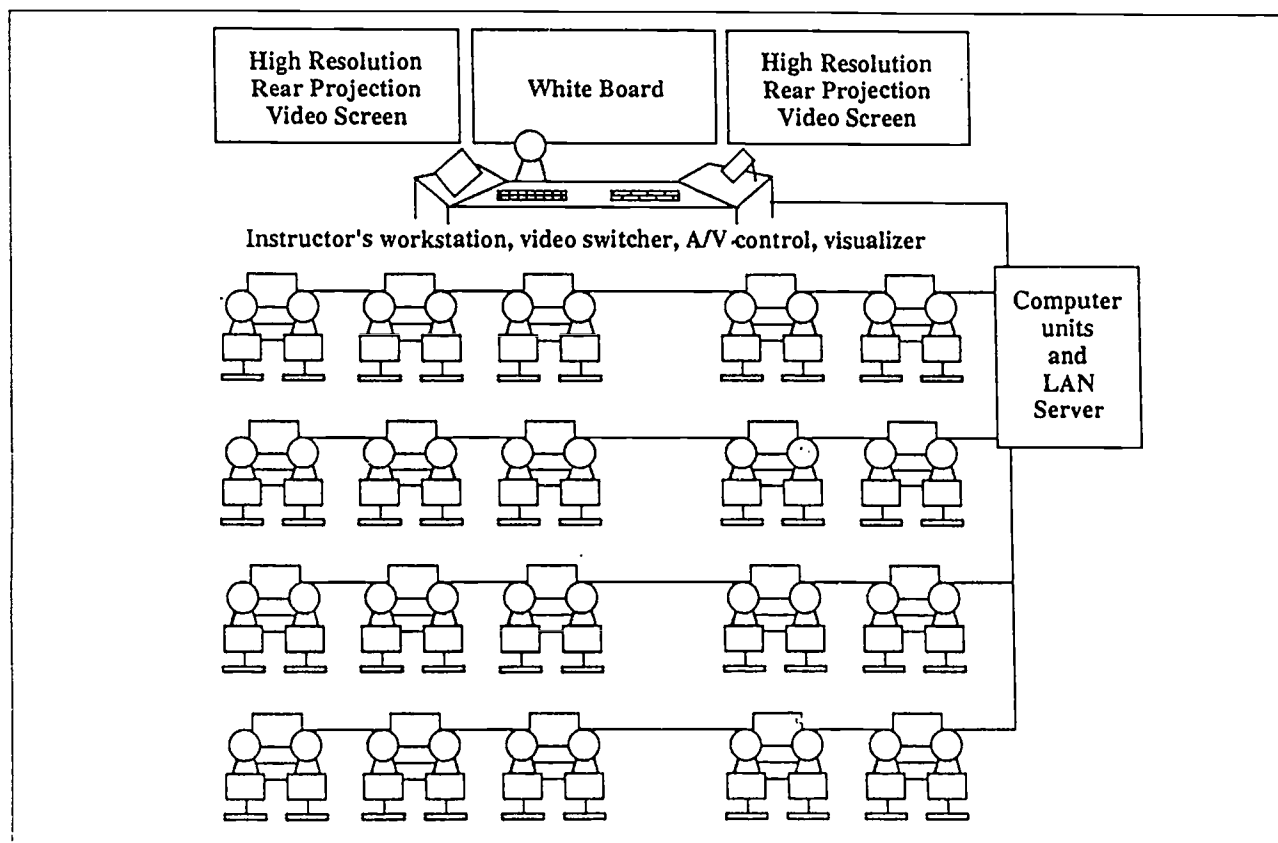 High Resolution
Rear Projection
Video Screen
White Board
High Resolution
Rear Projection
Video Screen
Instructor's workstation, video switcher, A/V control, visualizer
Computer
units
and
LAN
Server